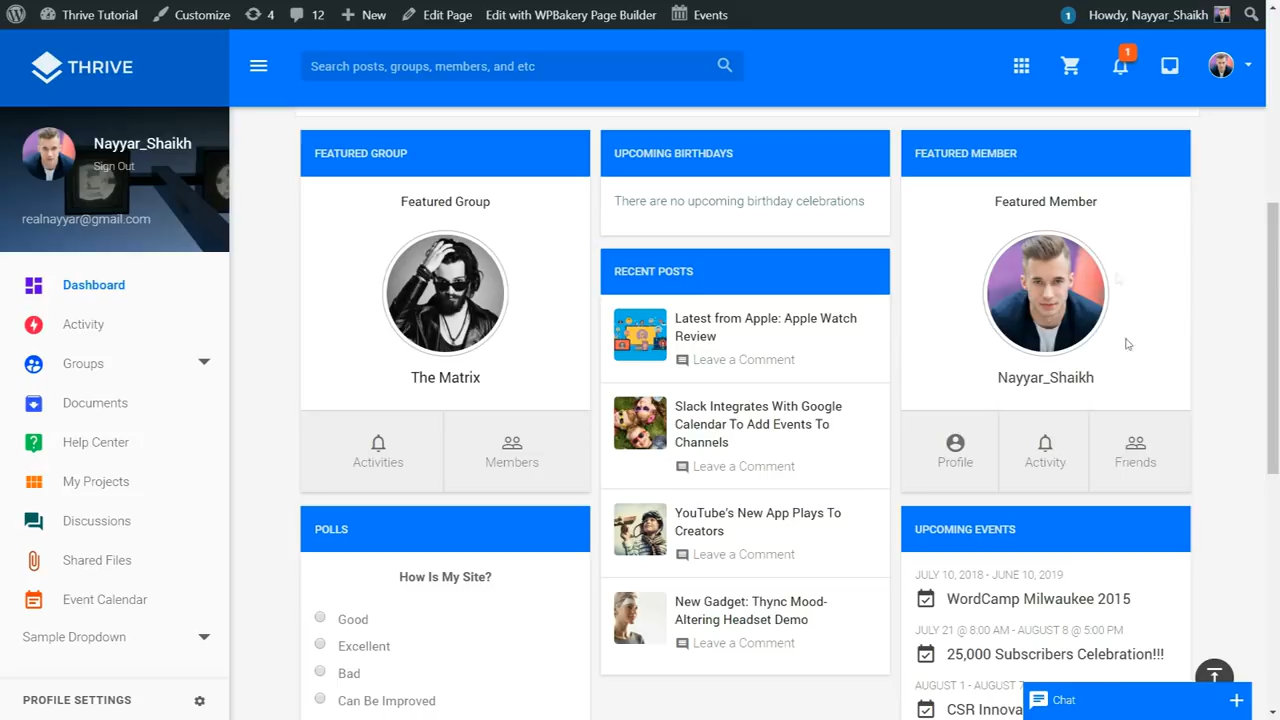 Thrive Tutorial
Customize
4
12
New
Edit Page
Edit with WPBakery Page Builder
Events
1
Howdy, Nayyar_Shaikh
THRIVE
Search posts, groups, members, and etc
1
Nayyar_Shaikh
Sign Out
realnayyar@gmail.com
Dashboard
Activity
Groups
Documents
Help Center
My Projects
Discussions
Shared Files
Event Calendar
Sample Dropdown
PROFILE SETTINGS
FEATURED GROUP
Featured Group
The Matrix
Activities
Members
POLLS
How Is My Site?
Good
Excellent
Bad
Can Be Improved
UPCOMING BIRTHDAYS
There are no upcoming birthday celebrations
RECENT POSTS
Latest from Apple: Apple Watch
Review
Leave a Comment
Slack Integrates With Google
Calendar To Add Events To
Channels
Leave a Comment
YouTube's New App Plays To
Creators
Leave a Comment
New Gadget: Thync Mood-
Altering Headset Demo
Leave a Comment
FEATURED MEMBER
Featured Member
Nayyar_Shaikh
Profile
Activity
Friends
UPCOMING EVENTS
JULY 10, 2018 - JUNE 10, 2019
WordCamp Milwaukee 2015
JULY 21 @ 8:00 AM - AUGUST 8 @ 5:00 PM
25,000 Subscribers Celebration!!!
AUGUST 1 - AUGUST 7
CSR Innova
Chat